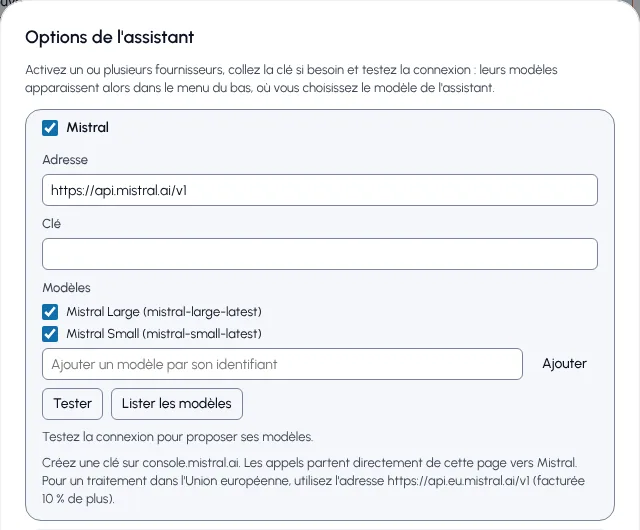 Options de l'assistant
Activez un ou plusieurs fournisseurs, collez la clé si besoin et testez la connexion : leurs modèles
apparaissent alors dans le menu du bas, où vous choisissez le modèle de l'assistant.
Mistral
Adresse
https://api.mistral.ai/v1
Clé
Modèles
Mistral Large (mistral-large-latest)
Mistral Small (mistral-small-latest)
Ajouter un modèle par son identifiant
Ajouter
Tester
Lister les modèles
Testez la connexion pour proposer ses modèles.
Créez une clé sur console.mistral.ai. Les appels partent directement de cette page vers Mistral.
Pour un traitement dans l'Union européenne, utilisez l'adresse https://api.eu.mistral.ai/v1 (facturée
10 % de plus).